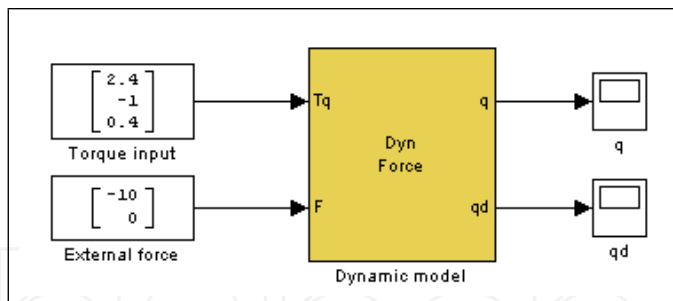 2.4
-1
0.4
Torque input
-10
0
External force
Tq
F
Dyn
Force
q
qd
Dynamic model
q
qd